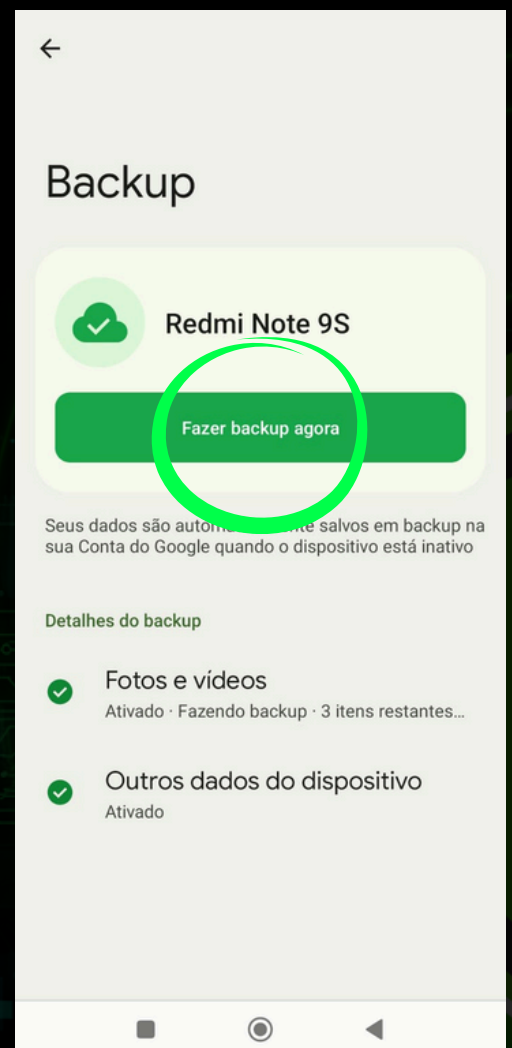 Backup
Redmi Note 9S
Fazer backup agora
Seus dados são salvos em backup na
sua Conta do Google quando o dispositivo está inativo
Detalhes do backup
Fotos e vídeos
Ativado · Fazendo backup · 3 itens restantes...
Outros dados do dispositivo
Ativado